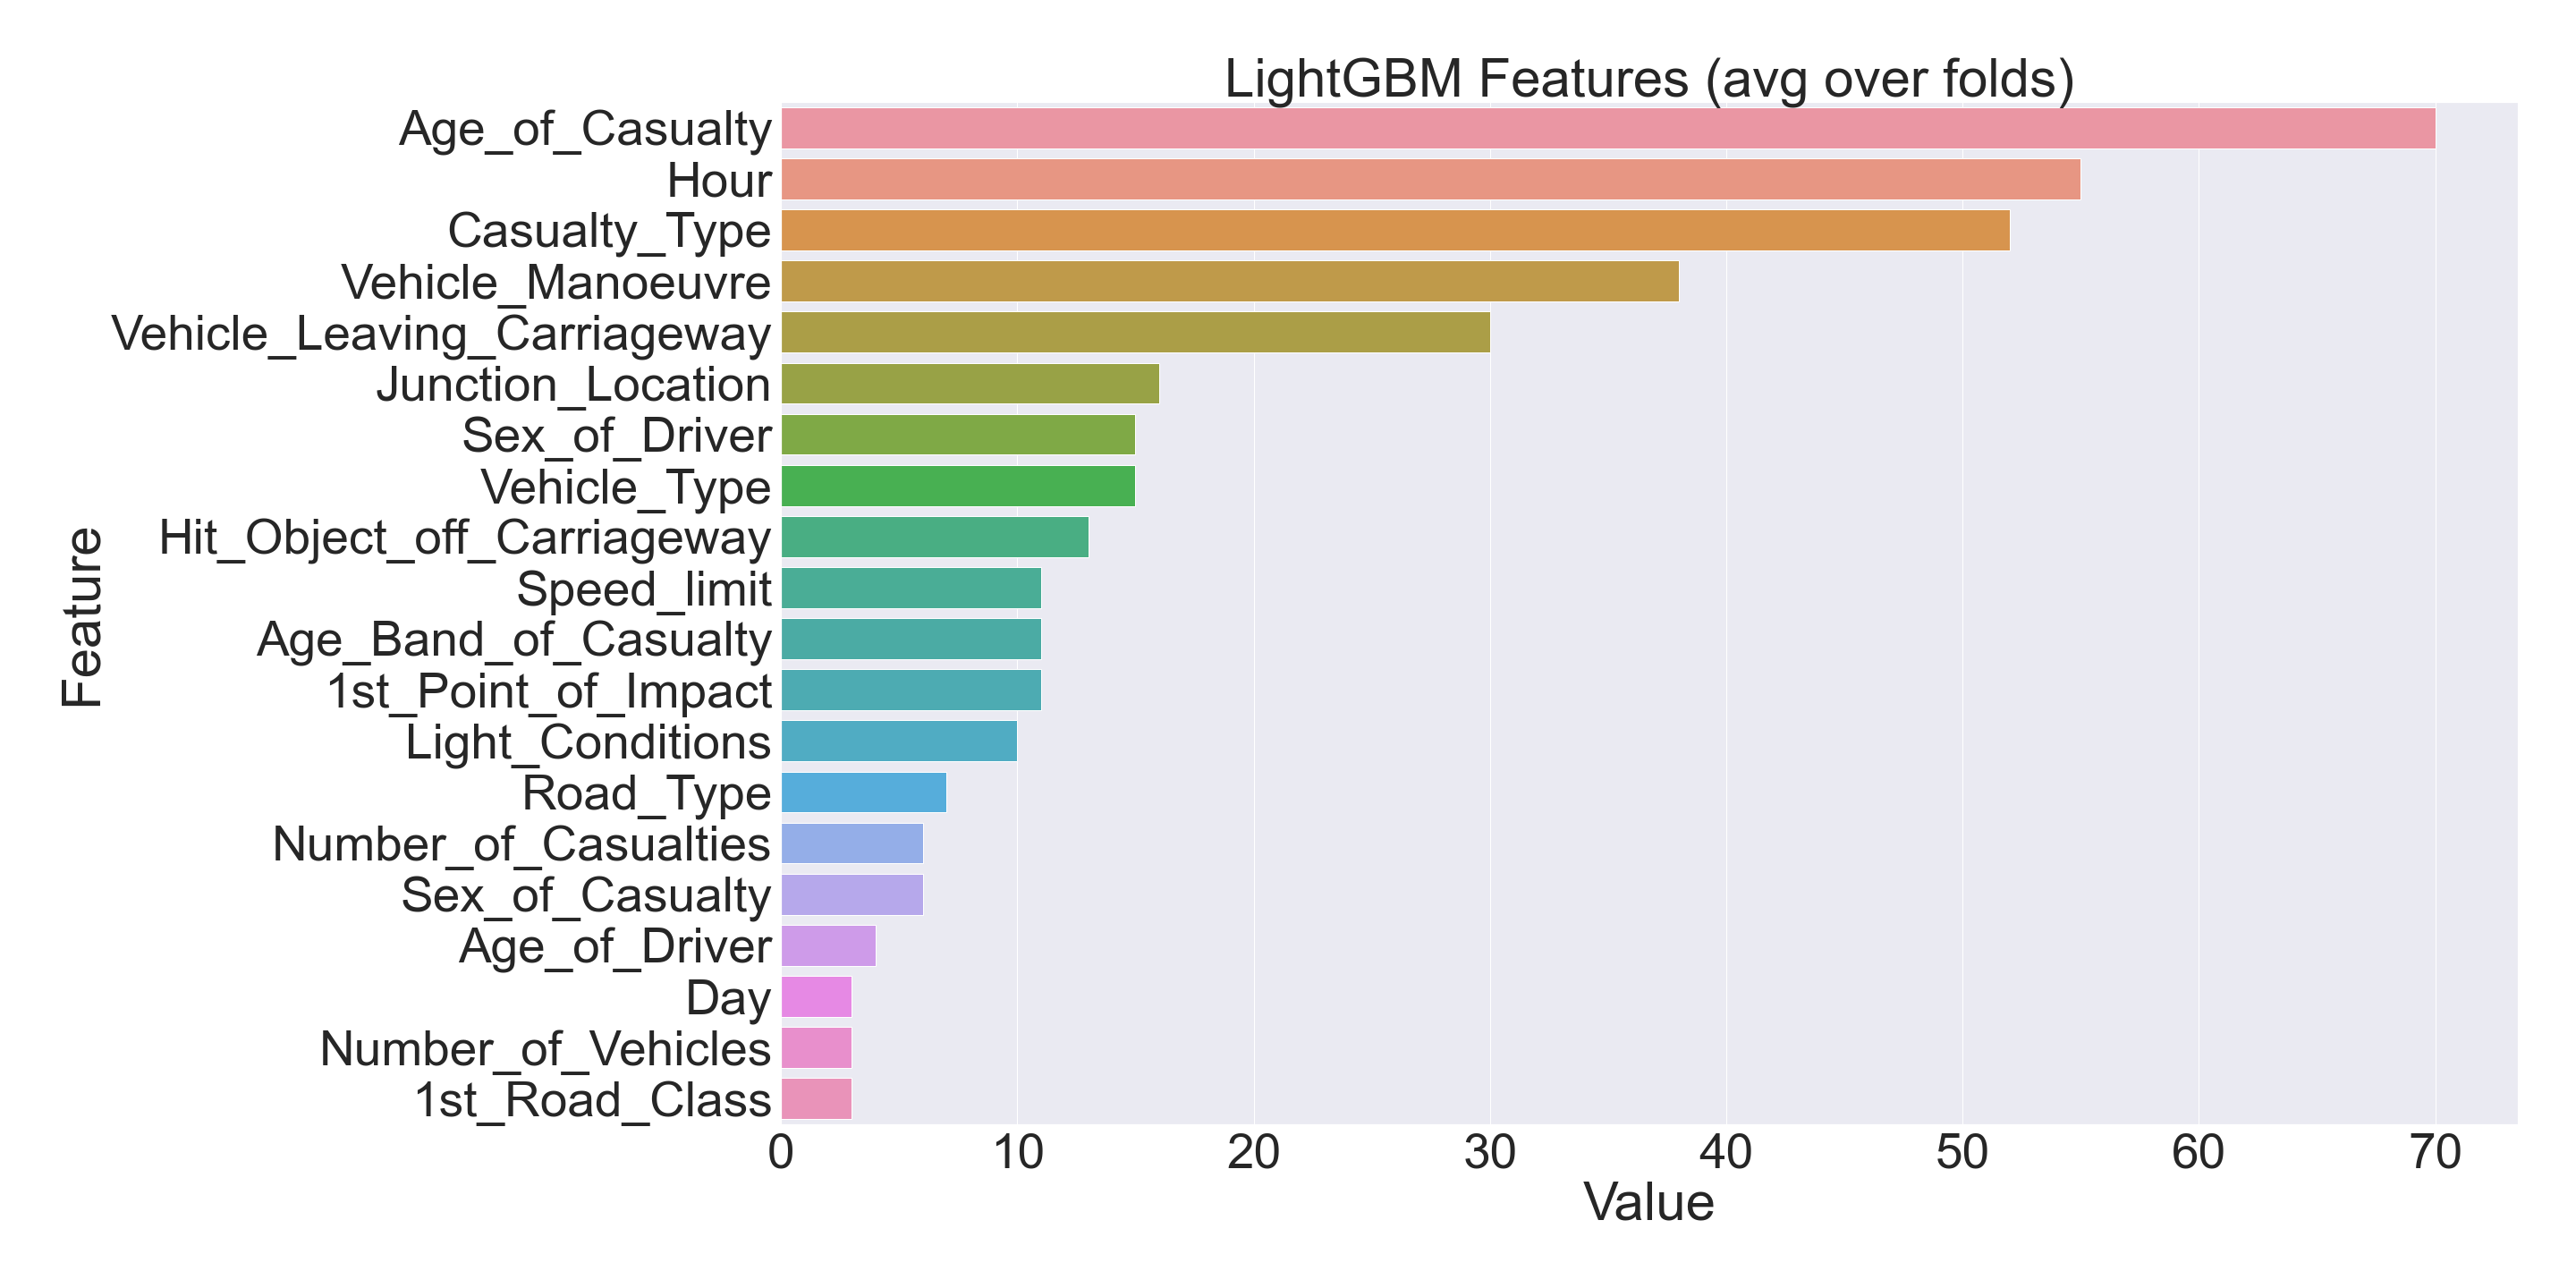 LightGBM Features (avg over folds)
Feature
Age_of_Casualty
Hour
Casualty_Type
Vehicle_Manoeuvre
Vehicle_Leaving_Carriageway
Junction_Location
Sex_of_Driver
Vehicle_Type
Hit_Object_off_Carriageway
Speed_limit
Age_Band_of_Casualty
1st_Point_of_Impact
Light_Conditions
Road_Type
Number_of_Casualties
Sex_of_Casualty
Age_of_Driver
Day
Number_of_Vehicles
1st_Road_Class
0 10 20 30 40 50 60 70
Value